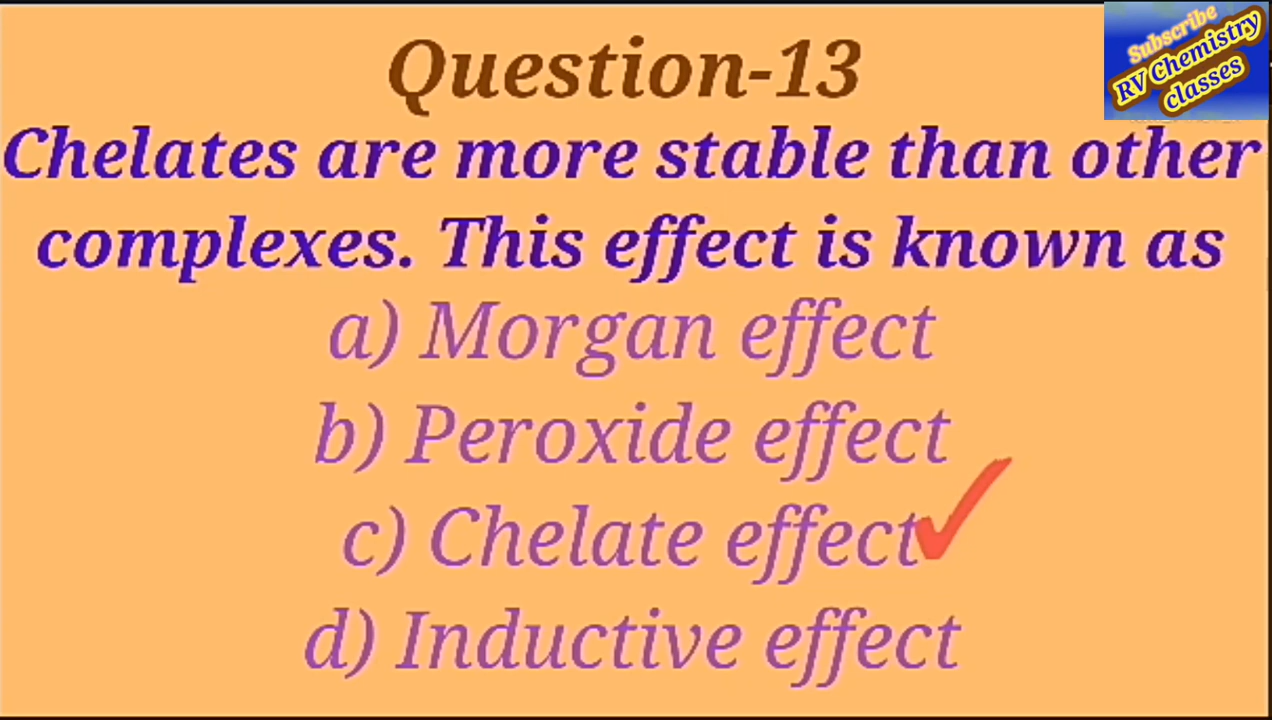 Question-13
Subscribe
RV Chemistry
classes
Chelates are more stable than other
complexes. This effect is known as
a) Morgan effect
b) Peroxide effect
c) Chelate effect
d) Inductive effect